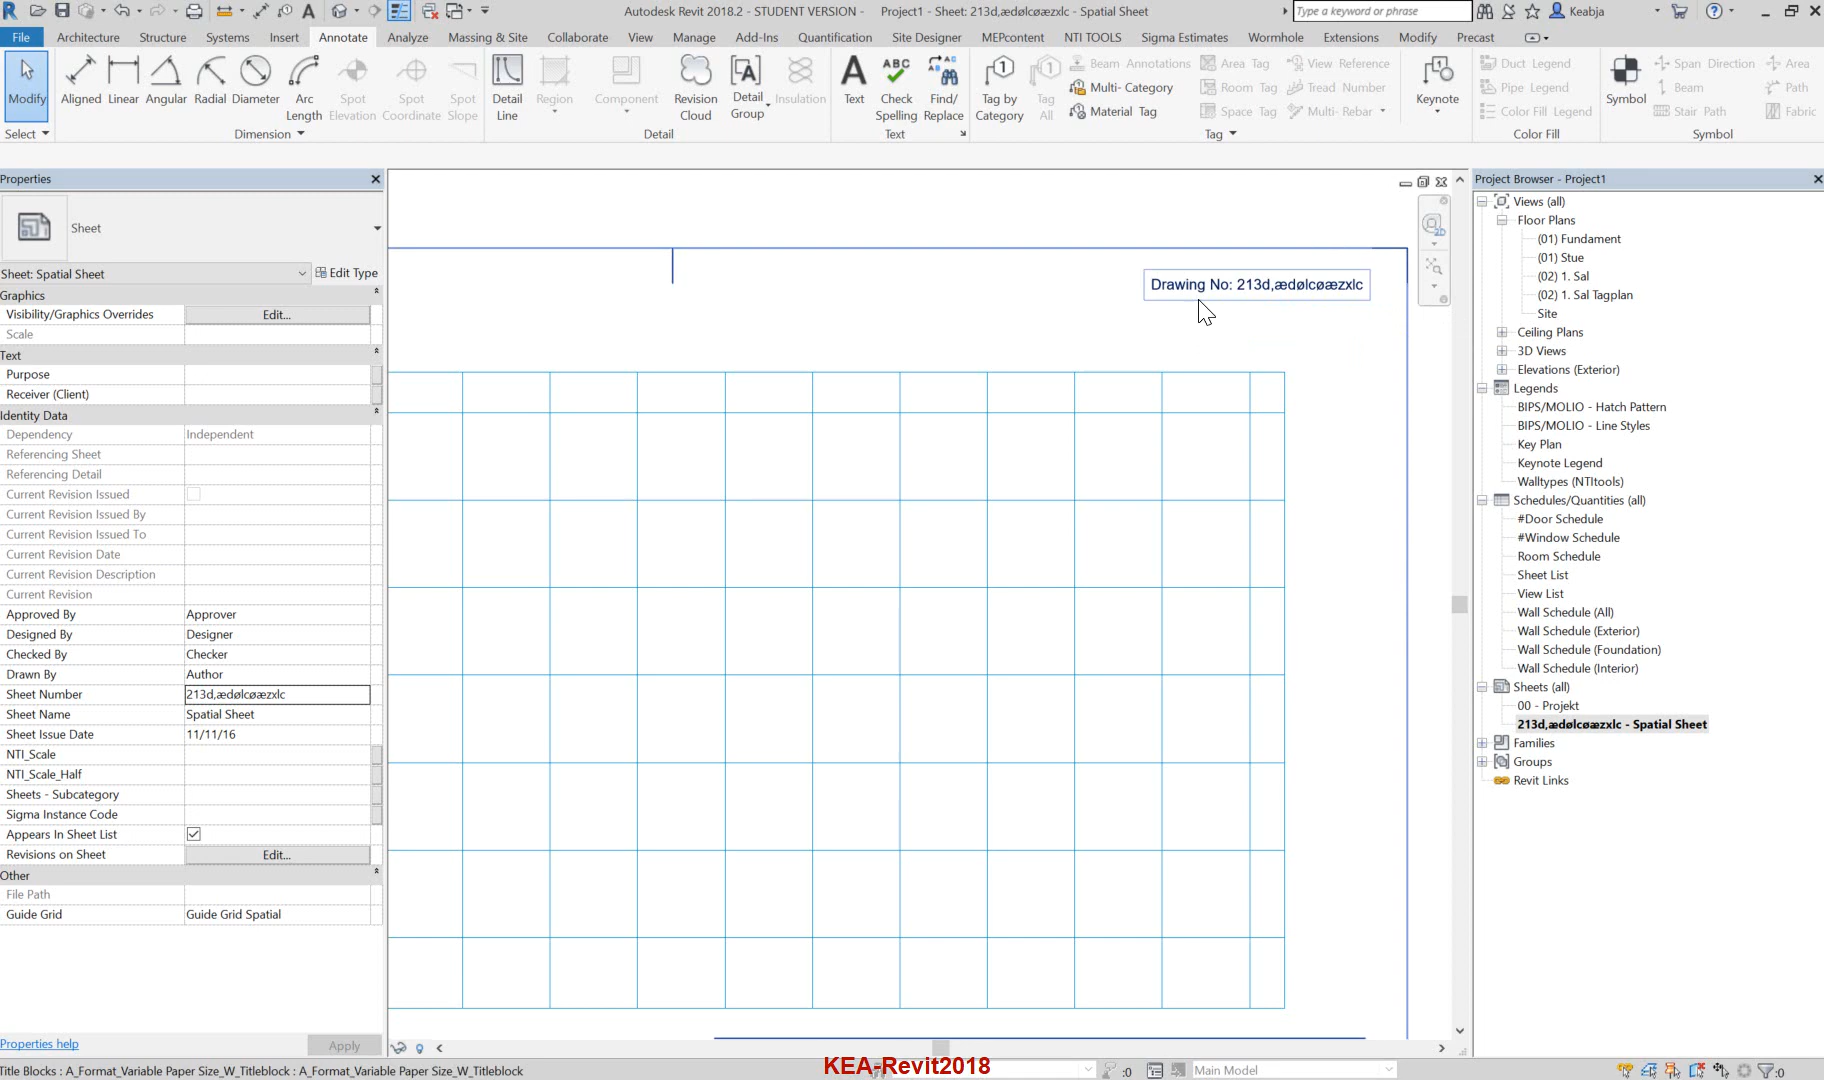 Autodesk Revit 2018.2 - STUDENT VERSION - Project1 - Sheet: 213d,ædølcøæzxlc - Spatial Sheet
Type a keyword or phrase
Keabja
File Architecture Structure Systems Insert Annotate Analyze Massing & Site Collaborate View Manage Add-Ins Quantification Site Designer MEPcontent NTI TOOLS Sigma Estimates Wormhole Extensions Modify Precast
Modify
Select
Aligned Linear Angular Radial Diameter Arc Length Spot Elevation Spot Coordinate Spot Slope
Dimension
Detail Line Region Component Revision Cloud Detail Group Insulation
Detail
Text ABC Check Spelling Find/ Replace
Text
Tag by Category Tag All
Beam Annotations
Multi- Category
Material Tag
Area Tag
Room Tag
Space Tag
View Reference
Tread Number
Multi- Rebar
Tag
Keynote
Duct Legend
Pipe Legend
Color Fill Legend
Color Fill
Symbol
Span Direction
Beam
Stair Path
Area
Path
Fabric
Symbol
Properties
Sheet
Sheet: Spatial Sheet
Edit Type
Graphics
Visibility/Graphics Overrides Edit...
Scale
Text
Purpose
Receiver (Client)
Identity Data
Dependency Independent
Referencing Sheet
Referencing Detail
Current Revision Issued
Current Revision Issued By
Current Revision Issued To
Current Revision Date
Current Revision Description
Current Revision
Approved By Approver
Designed By Designer
Checked By Checker
Drawn By Author
Sheet Number 213d,ædølcøæzxlc
Sheet Name Spatial Sheet
Sheet Issue Date 11/11/16
NTI_Scale
NTI_Scale_Half
Sheets - Subcategory
Sigma Instance Code
Appears In Sheet List
Revisions on Sheet Edit...
Other
File Path
Guide Grid Guide Grid Spatial
Properties help
Apply
Drawing No: 213d,ædølcøæzxlc
Project Browser - Project1
Views (all)
Floor Plans
(01) Fundament
(01) Stue
(02) 1. Sal
(02) 1. Sal Tagplan
Site
Ceiling Plans
3D Views
Elevations (Exterior)
Legends
BIPS/MOLIO - Hatch Pattern
BIPS/MOLIO - Line Styles
Key Plan
Keynote Legend
Walltypes (NTItools)
Schedules/Quantities (all)
#Door Schedule
#Window Schedule
Room Schedule
Sheet List
View List
Wall Schedule (All)
Wall Schedule (Exterior)
Wall Schedule (Foundation)
Wall Schedule (Interior)
Sheets (all)
00 - Projekt
213d,ædølcøæzxlc - Spatial Sheet
Families
Groups
Revit Links
Title Blocks : A_Format_Variable Paper Size_W_Titleblock : A_Format_Variable Paper Size_W_Titleblock
KEA-Revit2018
:0
Main Model
:0